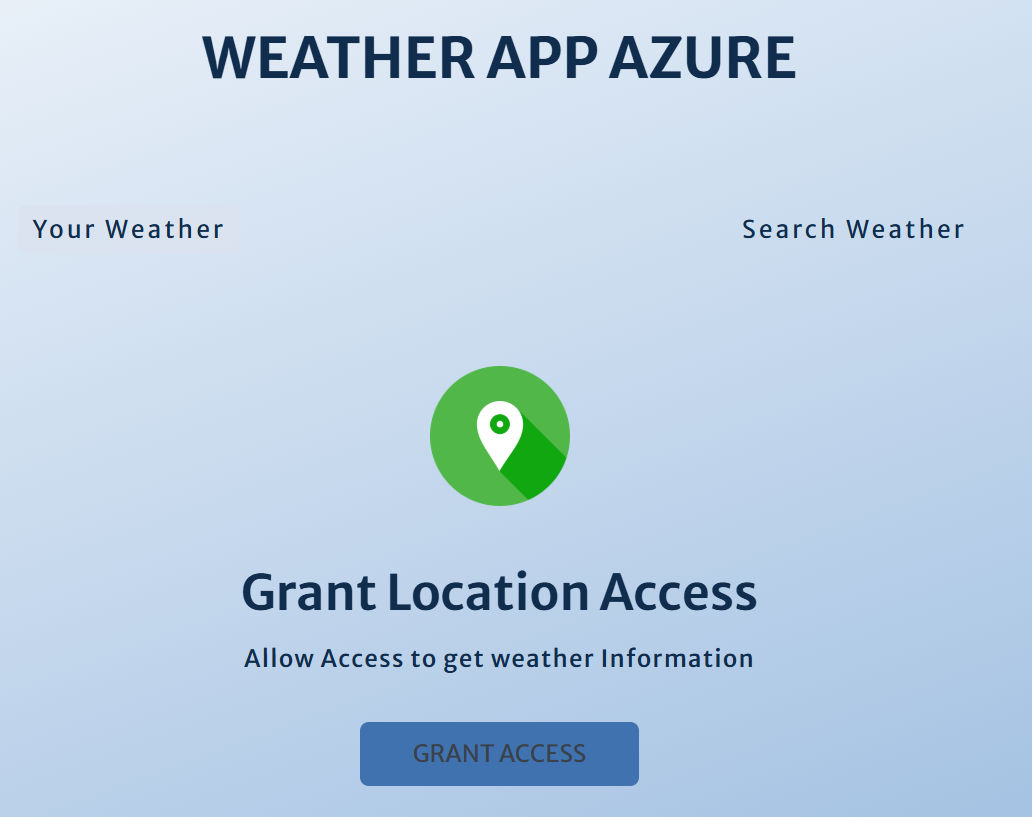 WEATHER APP AZURE
Your Weather
Search Weather
Grant Location Access
Allow Access to get weather Information
GRANT ACCESS